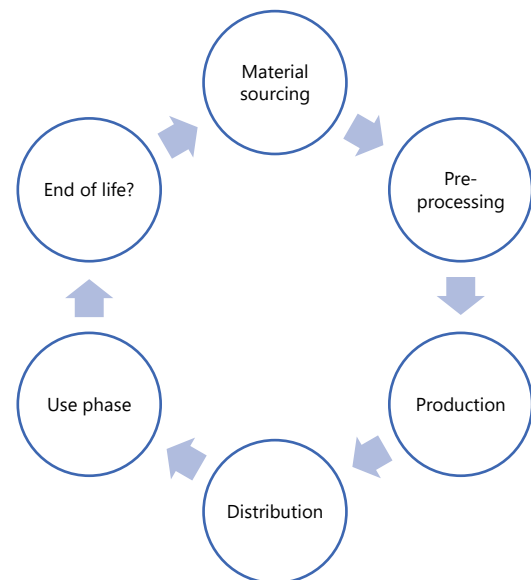 Material
sourcing
Pre-
processing
Production
Distribution
Use phase
End of life?